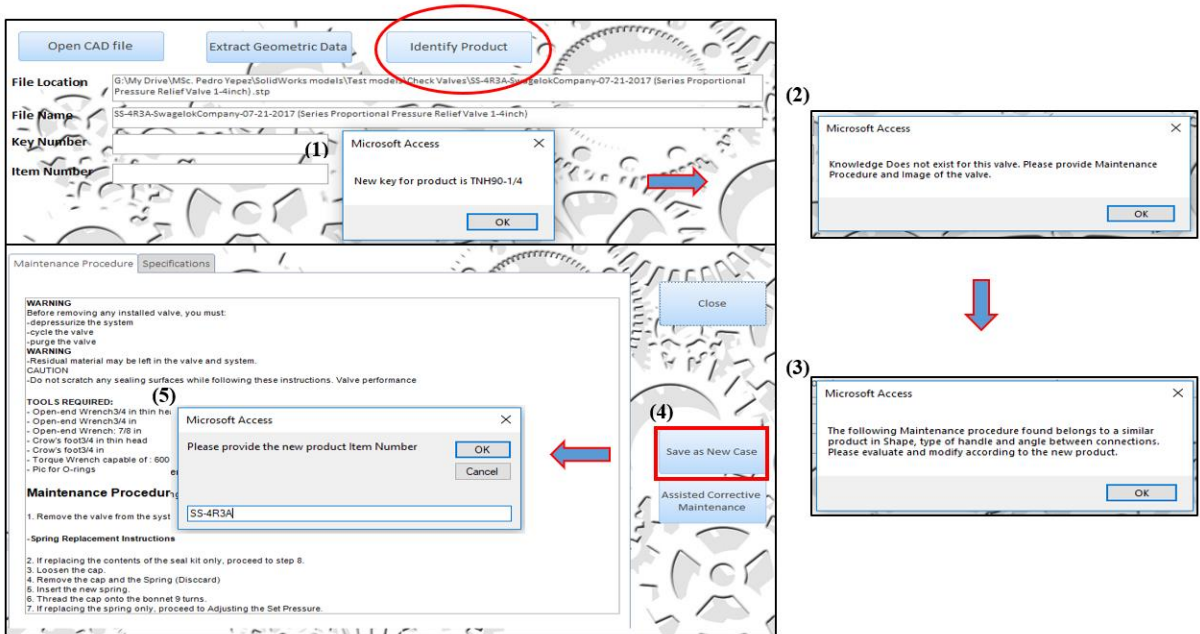 Open CAD file
Extract Geometric Data
Identify Product
File Location
G:\My Drive\MSc. Pedro Yepez\SolidWorks models\Test models\Check Valves\SS-4R3A-SwagelokCompany-07-21-2017 (Series Proportional
Pressure Relief Valve 1-4inch) .stp
File Name
SS-4R3A-SwagelokCompany-07-21-2017 (Series Proportional Pressure Relief Valve 1-4inch)
Key Number
Item Number
(1)
Microsoft Access
New key for product is TNH90-1/4
OK
(2)
Microsoft Access
Knowledge Does not exist for this valve. Please provide Maintenance
Procedure and Image of the valve.
OK
(3)
Microsoft Access
The following Maintenance procedure found belongs to a similar
product in Shape, type of handle and angle between connections.
Please evaluate and modify according to the new product.
OK
Maintenance Procedure
Specifications
WARNING
Before removing any installed valve, you must:
-depressurize the system
-cycle the valve
-purge the valve
WARNING
-Residual material may be left in the valve and system.
CAUTION
-Do not scratch any sealing surfaces while following these instructions. Valve performance
TOOLS REQUIRED:
- Open-end Wrench3/4 in thin hea
- Open-end Wrench3/4 in
- Open-end Wrench: 7/8 in
- Crow's foot3/4 in thin head
- Crow's foot3/4 in
- Torque Wrench capable of : 600
- Pic for O-rings
Maintenance Procedur
1. Remove the valve from the syst
-Spring Replacement Instructions
2. If replacing the contents of the seal kit only, proceed to step 8.
3. Loosen the cap.
4. Remove the cap and the Spring (Disccard)
5. Insert the new spring.
6. Thread the cap onto the bonnet 9 turns.
7. If replacing the spring only, proceed to Adjusting the Set Pressure.
Close
(4)
Save as New Case
Assisted Corrective
Maintenance
(5)
Microsoft Access
Please provide the new product Item Number
OK
Cancel
SS-4R3A